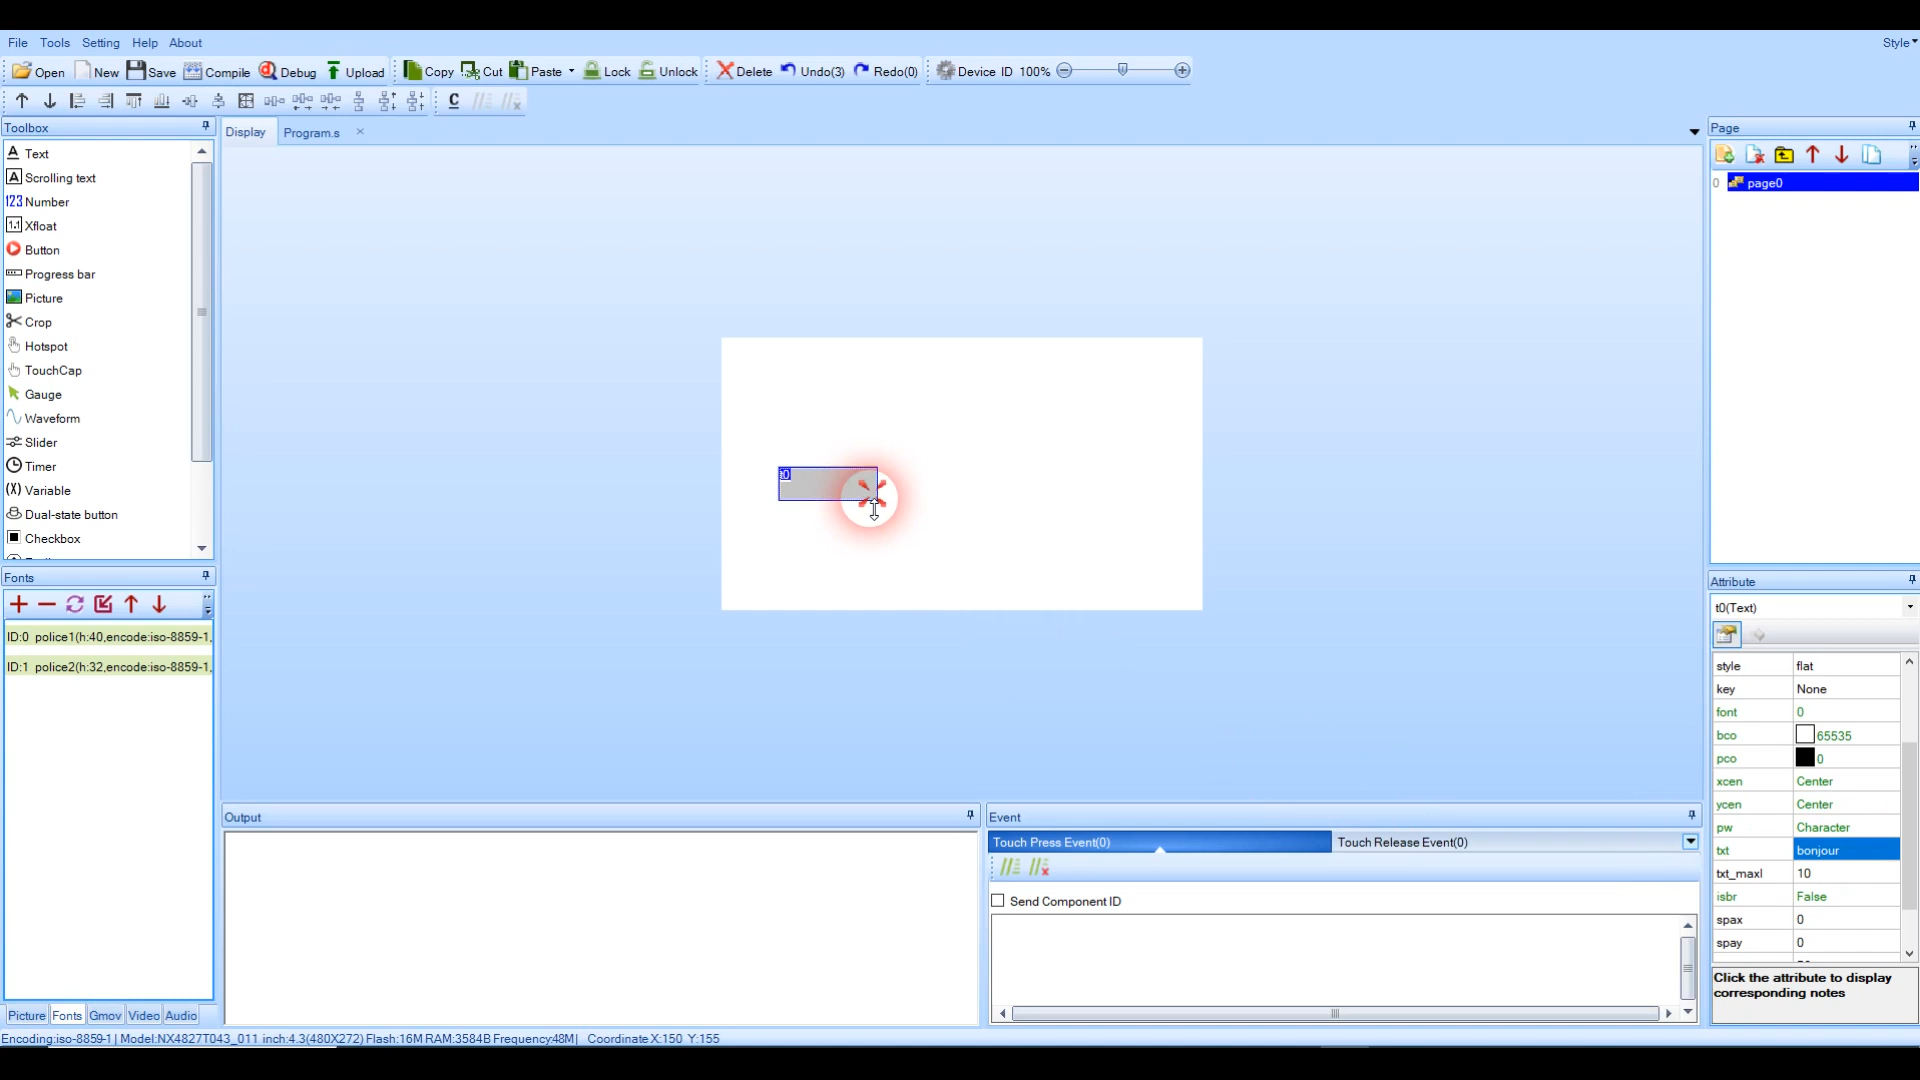 File Tools Setting Help About Style
Open New Save Compile Debug Upload Copy Cut Paste Lock Unlock Delete Undo(3) Redo(0) Device ID 100%
C
Toolbox
Text
Scrolling text
123 Number
1.1 Xfloat
Button
Progress bar
Picture
Crop
Hotspot
TouchCap
Gauge
Waveform
Slider
Timer
(X) Variable
Dual-state button
Checkbox
Fonts
ID:0 police1(h:40,encode:iso-8859-1,
ID:1 police2(h:32,encode:iso-8859-1,
Picture Fonts Gmov Video Audio
Display Program.s
t0
Output
Event
Touch Press Event(0) Touch Release Event(0)
Send Component ID
Page
0 page0
Attribute
t0(Text)
style flat
key None
font 0
bco 65535
pco 0
xcen Center
ycen Center
pw Character
txt bonjour
txt_maxl 10
isbr False
spax 0
spay 0
Click the attribute to display
corresponding notes
Encoding:iso-8859-1 | Model:NX4827T043_011 inch:4.3(480X272) Flash:16M RAM:3584B Frequency:48M | Coordinate X:150 Y:155